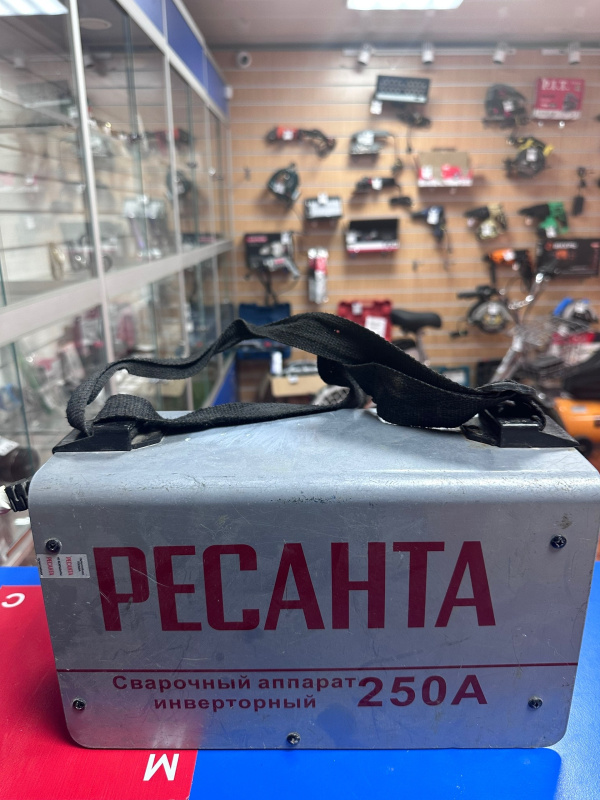 РЕСАНТА
Сварочный аппарат
инверторный
250А
С
М